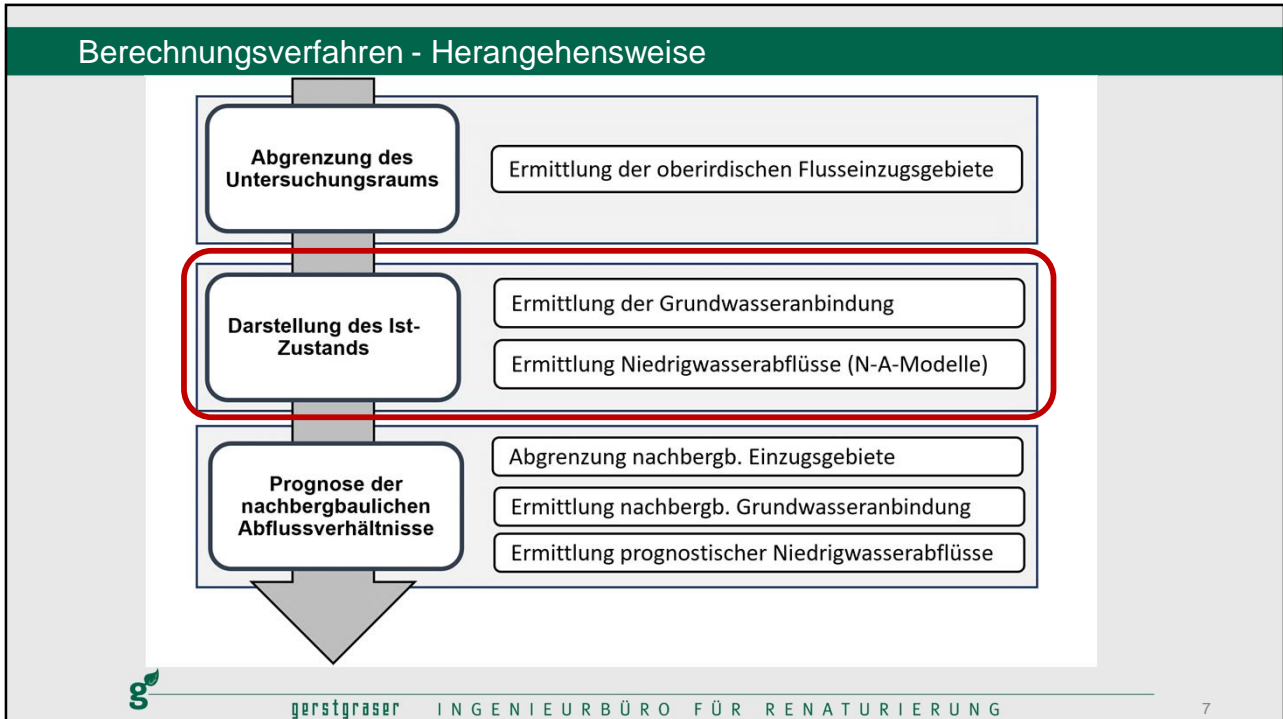 Berechnungsverfahren - Herangehensweise
Abgrenzung des
Untersuchungsraums
Ermittlung der oberirdischen Flusseinzugsgebiete
Darstellung des Ist-
Zustands
Ermittlung der Grundwasseranbindung
Ermittlung Niedrigwasserabflüsse (N-A-Modelle)
Prognose der
nachbergbaulichen
Abflussverhältnisse
Abgrenzung nachbergb. Einzugsgebiete
Ermittlung nachbergb. Grundwasseranbindung
Ermittlung prognostischer Niedrigwasserabflüsse
g
gerstgraser INGENIEURBÜRO FÜR RENATURIERUNG
7